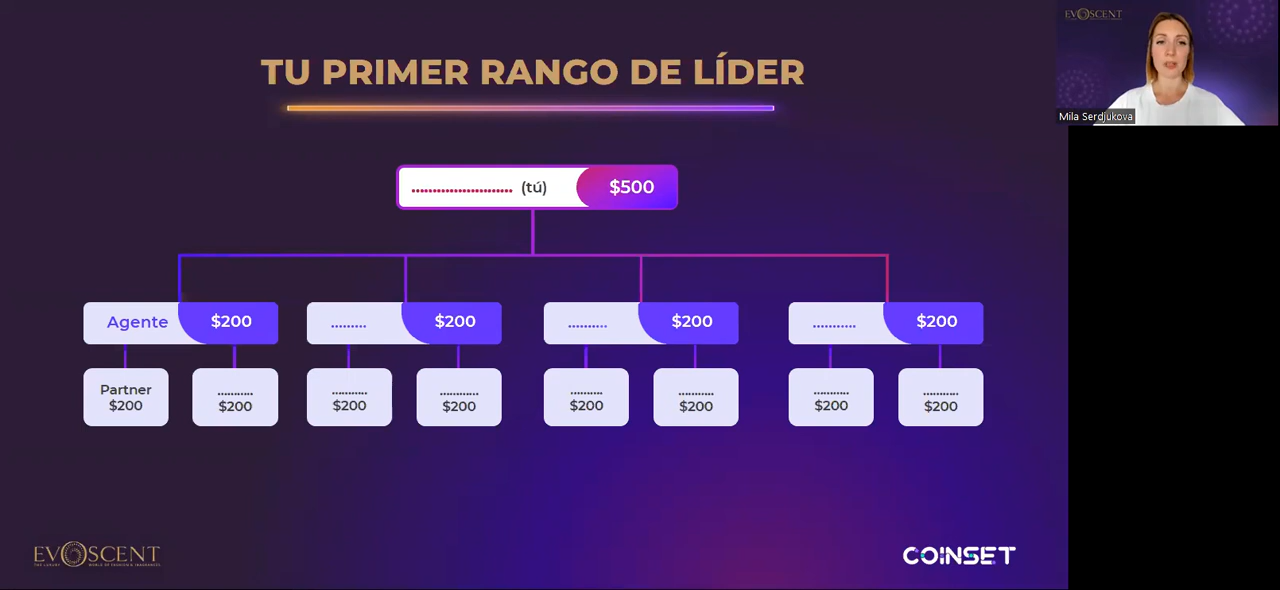 EVOSCENT
Mila Serdjukova
TU PRIMER RANGO DE LÍDER
........................ (tú) $500
Agente $200
......... $200
.......... $200
........... $200
Partner
$200
...........
$200
...........
$200
............
$200
..........
$200
...........
$200
..........
$200
...........
$200
EVOSCENT
THE LUXURY WORLD OF FASHION & FRAGRANCES
COINSET